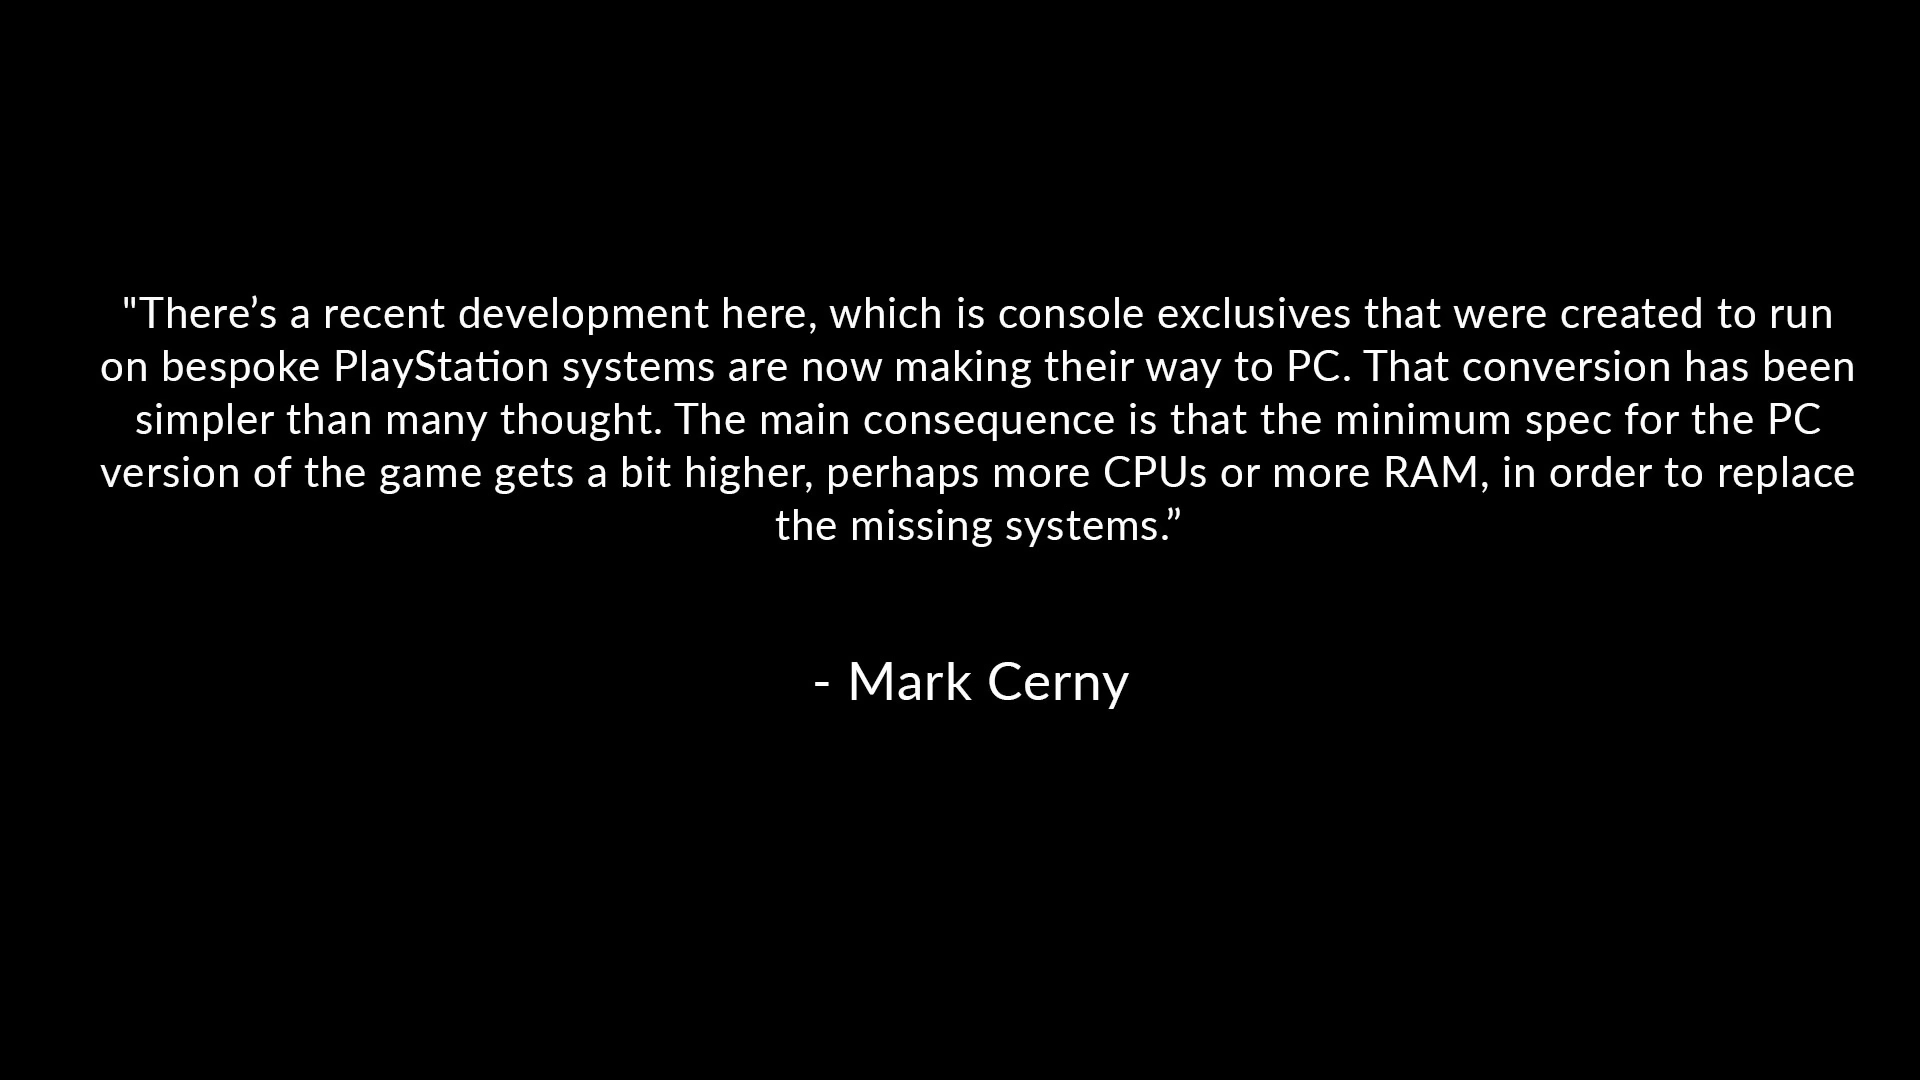 "There’s a recent development here, which is console exclusives that were created to run
on bespoke PlayStation systems are now making their way to PC. That conversion has been
simpler than many thought. The main consequence is that the minimum spec for the PC
version of the game gets a bit higher, perhaps more CPUs or more RAM, in order to replace
the missing systems.”
- Mark Cerny